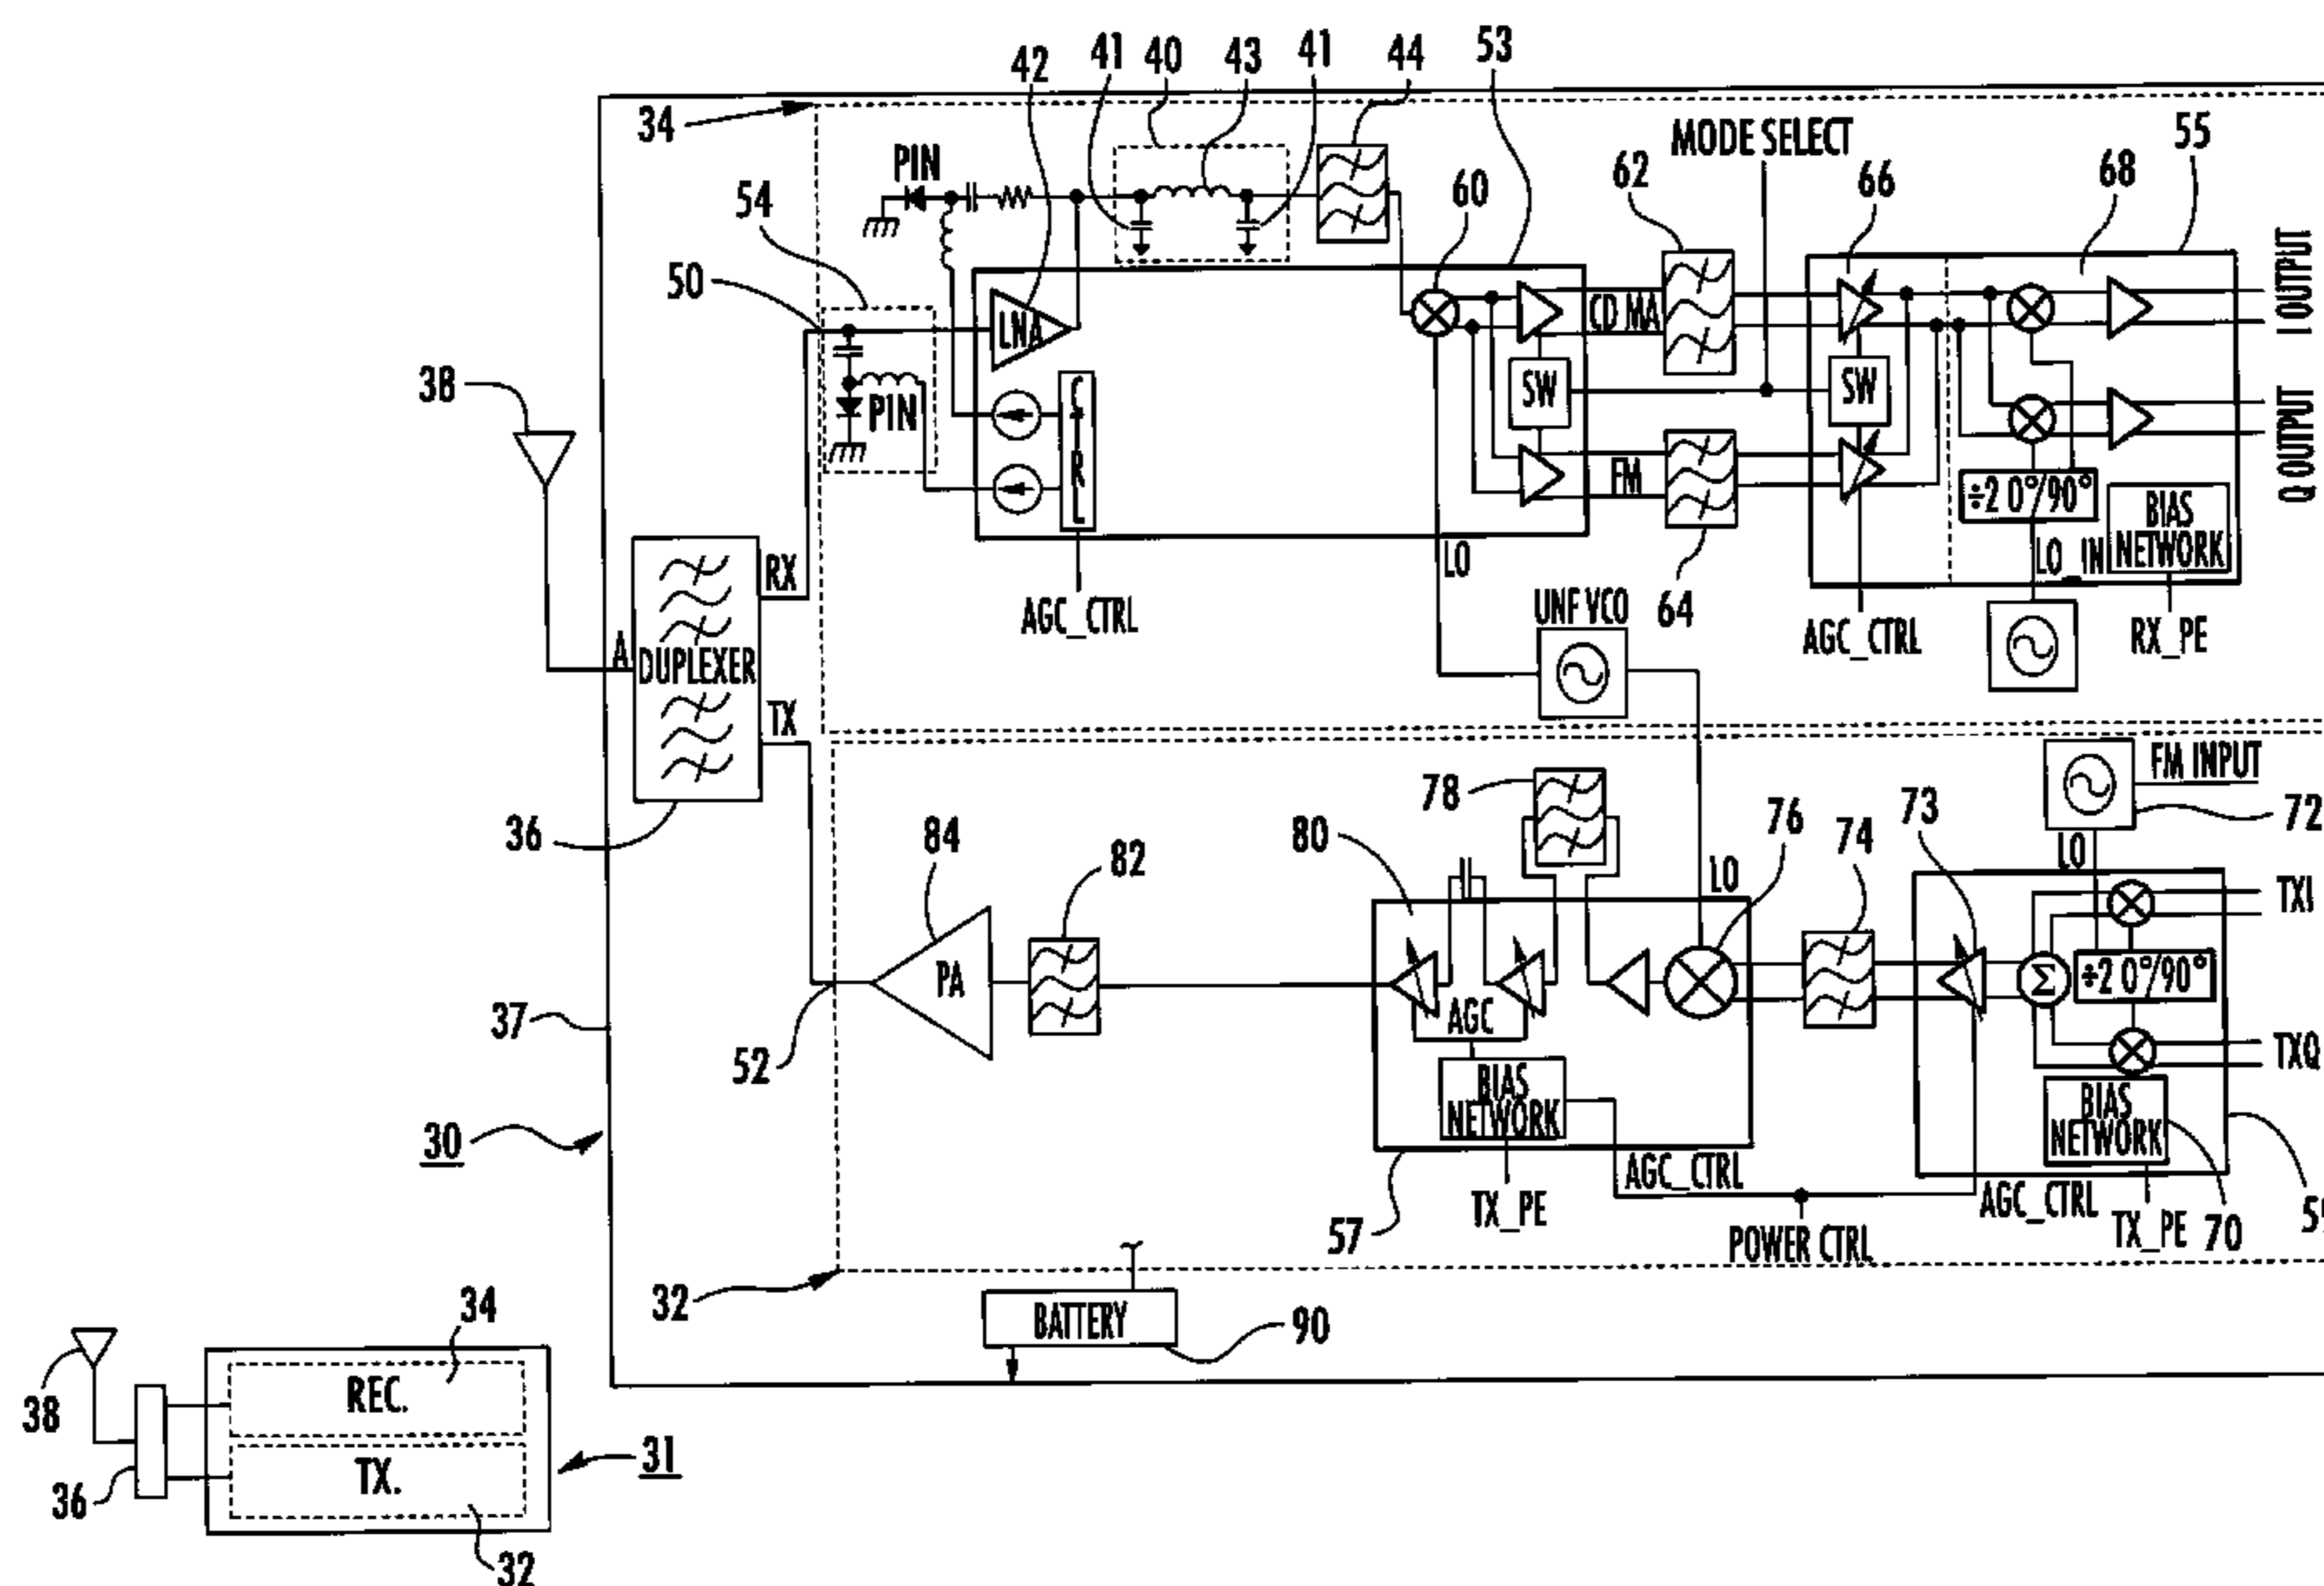 42
41
40
43
41
44
53
34
MODE SELECT
55
PIN
62
66
68
54
60
50
LNA
CD MA
I OUTPUT
38
PIN
CTRL
SW
SW
Q OUTPUT
FM
÷2 0°/90°
BIAS
NETWORK
LO_IN
RX
LO
AGC_CTRL
UNF VCO
64
AGC_CTRL
RX_PE
A
DUPLEXER
TX
FM INPUT
78
73
72
36
84
82
80
76
74
LO
LO
TXI
PA
Σ
÷2 0°/90°
AGC
37
52
TXQ
BIAS
NETWORK
BIAS
NETWORK
30
AGC_CTRL
AGC_CTRL
57
TX_PE
TX_PE
70
POWER CTRL
32
BATTERY
90
34
REC.
38
31
TX.
36
32